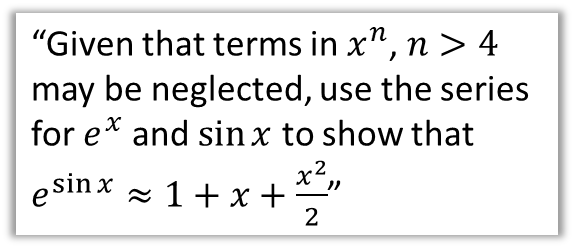 “Given that terms in xⁿ, n > 4
may be neglected, use the series
for eˣ and sin x to show that
e^(sin x) ≈ 1 + x + x²/2”